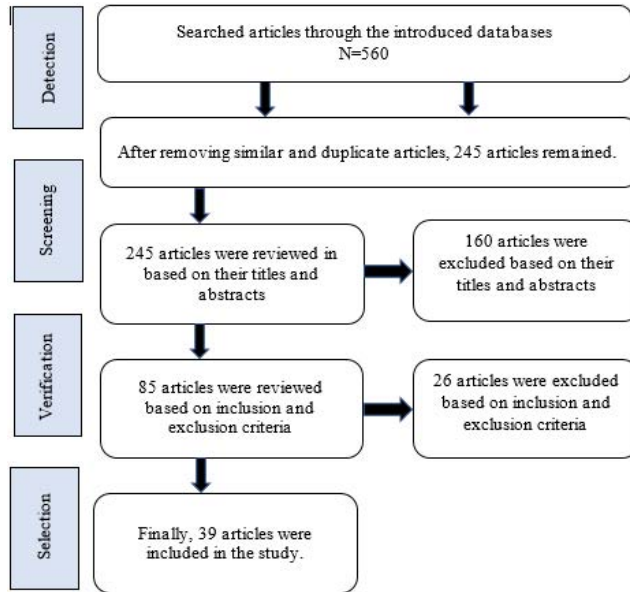 Detection
Searched articles through the introduced databases
N=560
After removing similar and duplicate articles, 245 articles remained.
Screening
245 articles were reviewed in
based on their titles and
abstracts
160 articles were
excluded based on their
titles and abstracts
Verification
85 articles were reviewed
based on inclusion and
exclusion criteria
26 articles were excluded
based on inclusion and
exclusion criteria
Selection
Finally, 39 articles were
included in the study.